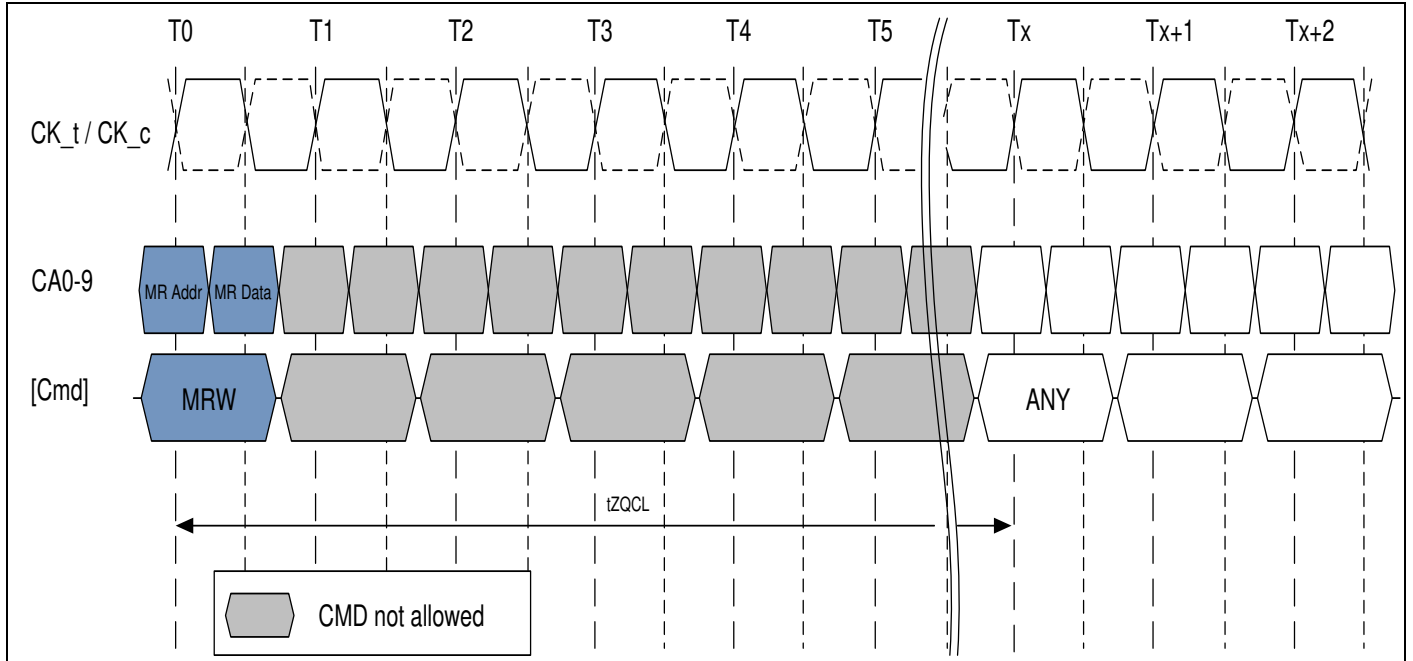 T0 T1 T2 T3 T4 T5 Tx Tx+1 Tx+2
CK_t / CK_c
CA0-9 MR Addr MR Data
[Cmd] MRW ANY
tZQCL
CMD not allowed